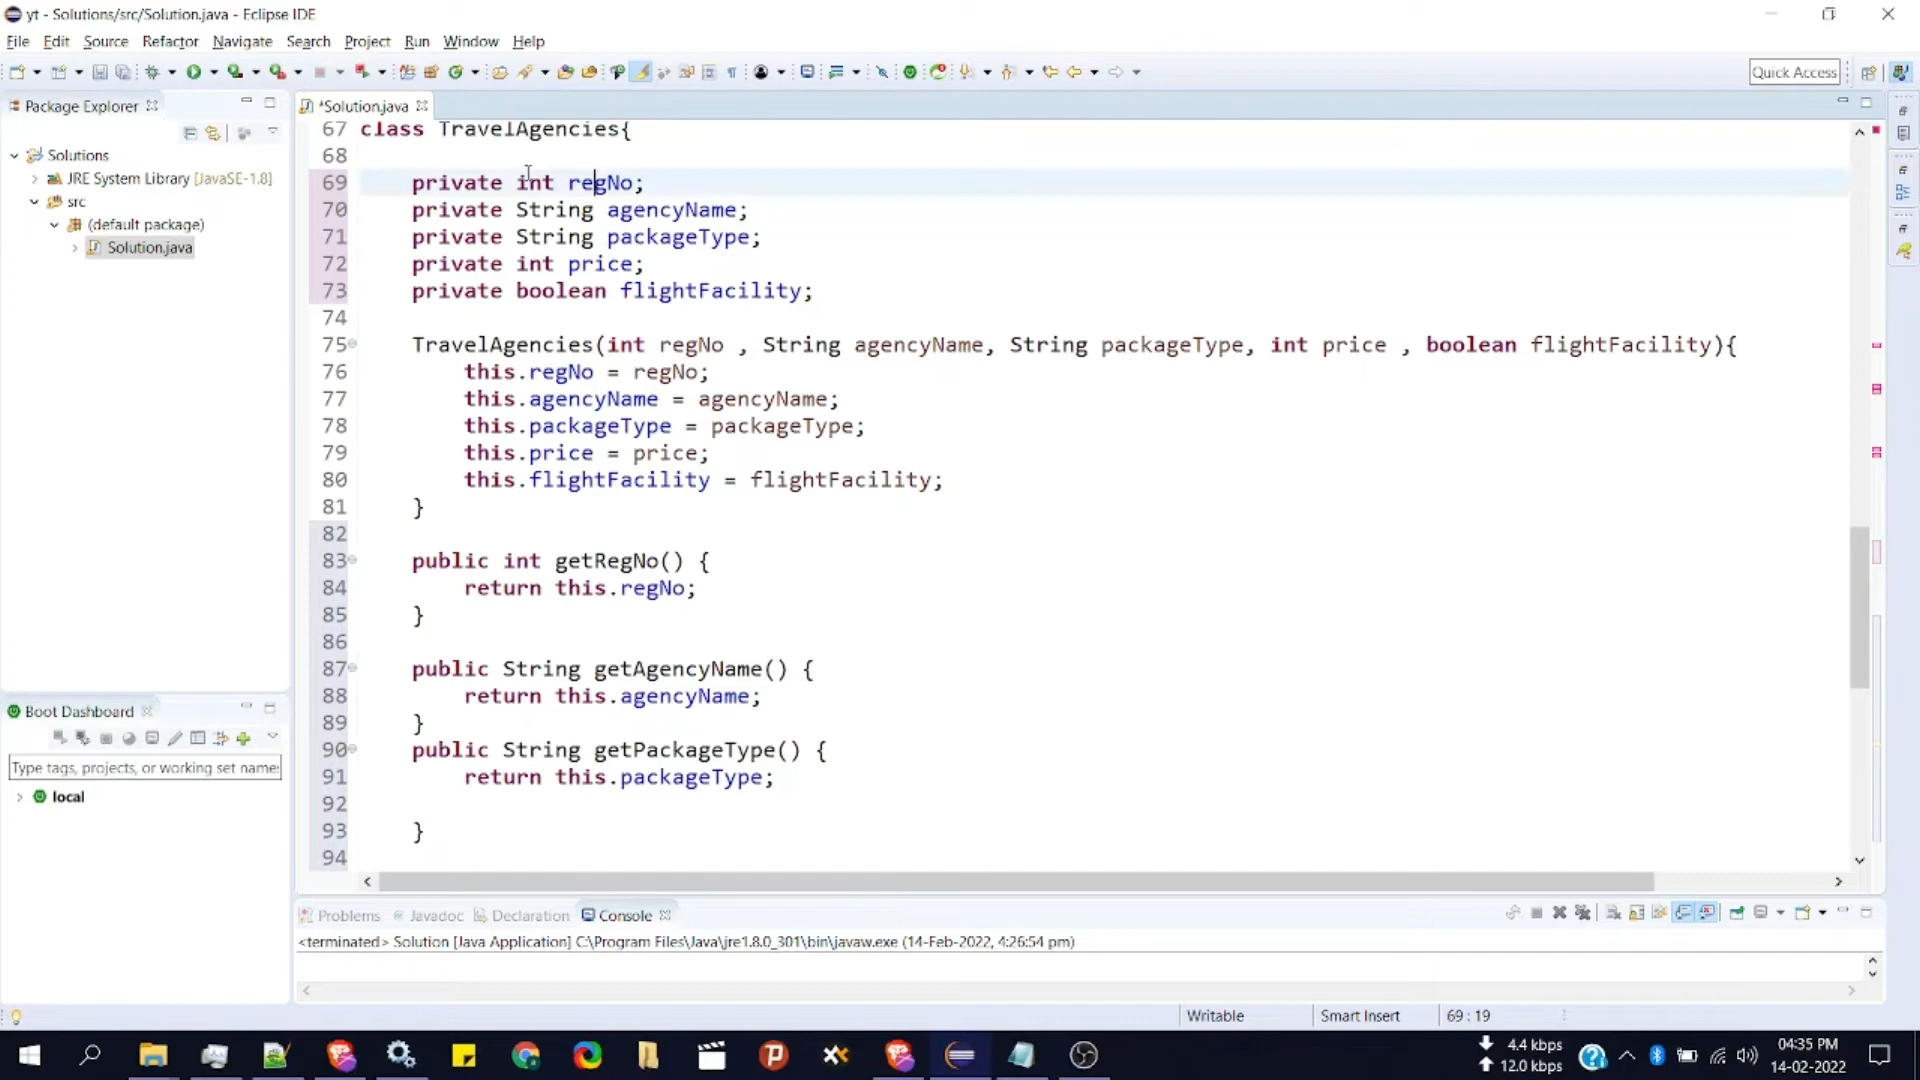 yt - Solutions/src/Solution.java - Eclipse IDE
File Edit Source Refactor Navigate Search Project Run Window Help
Quick Access
Package Explorer
*Solution.java
Solutions
JRE System Library [JavaSE-1.8]
src
(default package)
Solution.java
67 class TravelAgencies{
68
69 private int regNo;
70 private String agencyName;
71 private String packageType;
72 private int price;
73 private boolean flightFacility;
74
75 TravelAgencies(int regNo , String agencyName, String packageType, int price , boolean flightFacility){
76 this.regNo = regNo;
77 this.agencyName = agencyName;
78 this.packageType = packageType;
79 this.price = price;
80 this.flightFacility = flightFacility;
81 }
82
83 public int getRegNo() {
84 return this.regNo;
85 }
86
87 public String getAgencyName() {
88 return this.agencyName;
89 }
90 public String getPackageType() {
91 return this.packageType;
92
93 }
94
Boot Dashboard
Type tags, projects, or working set name:
local
Problems Javadoc Declaration Console
<terminated> Solution [Java Application] C:\Program Files\Java\jre1.8.0_301\bin\javaw.exe (14-Feb-2022, 4:26:54 pm)
Writable Smart Insert 69 : 19
4.4 kbps
12.0 kbps
04:35 PM
14-02-2022